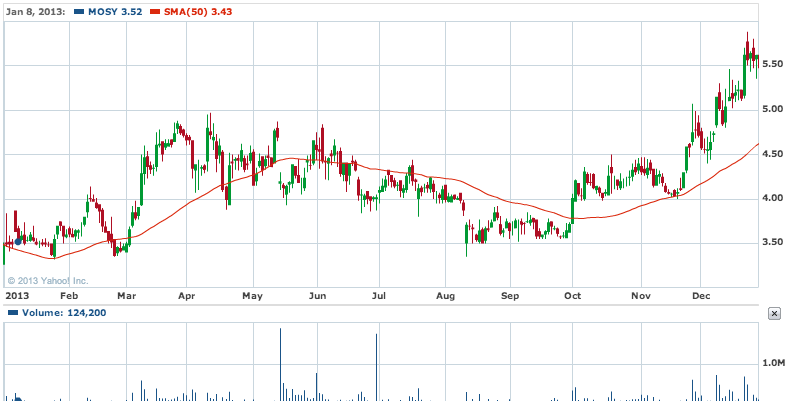 Jan 8, 2013: MOSY 3.52 SMA(50) 3.43
5.50
5.00
4.50
4.00
3.50
© 2013 Yahoo! Inc.
2013 Feb Mar Apr May Jun Jul Aug Sep Oct Nov Dec
Volume: 124,200
1.0M